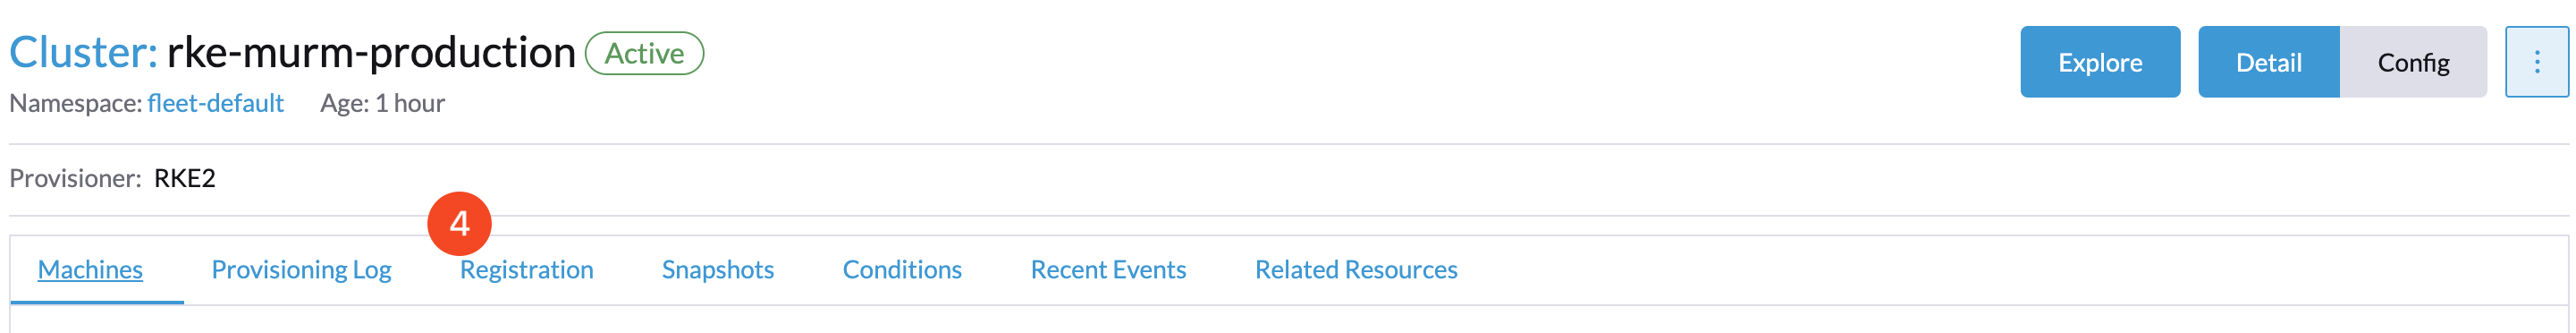 Cluster: rke-murm-production Active
Explore Detail Config
Namespace: fleet-default Age: 1 hour
Provisioner: RKE2
4
Machines Provisioning Log Registration Snapshots Conditions Recent Events Related Resources